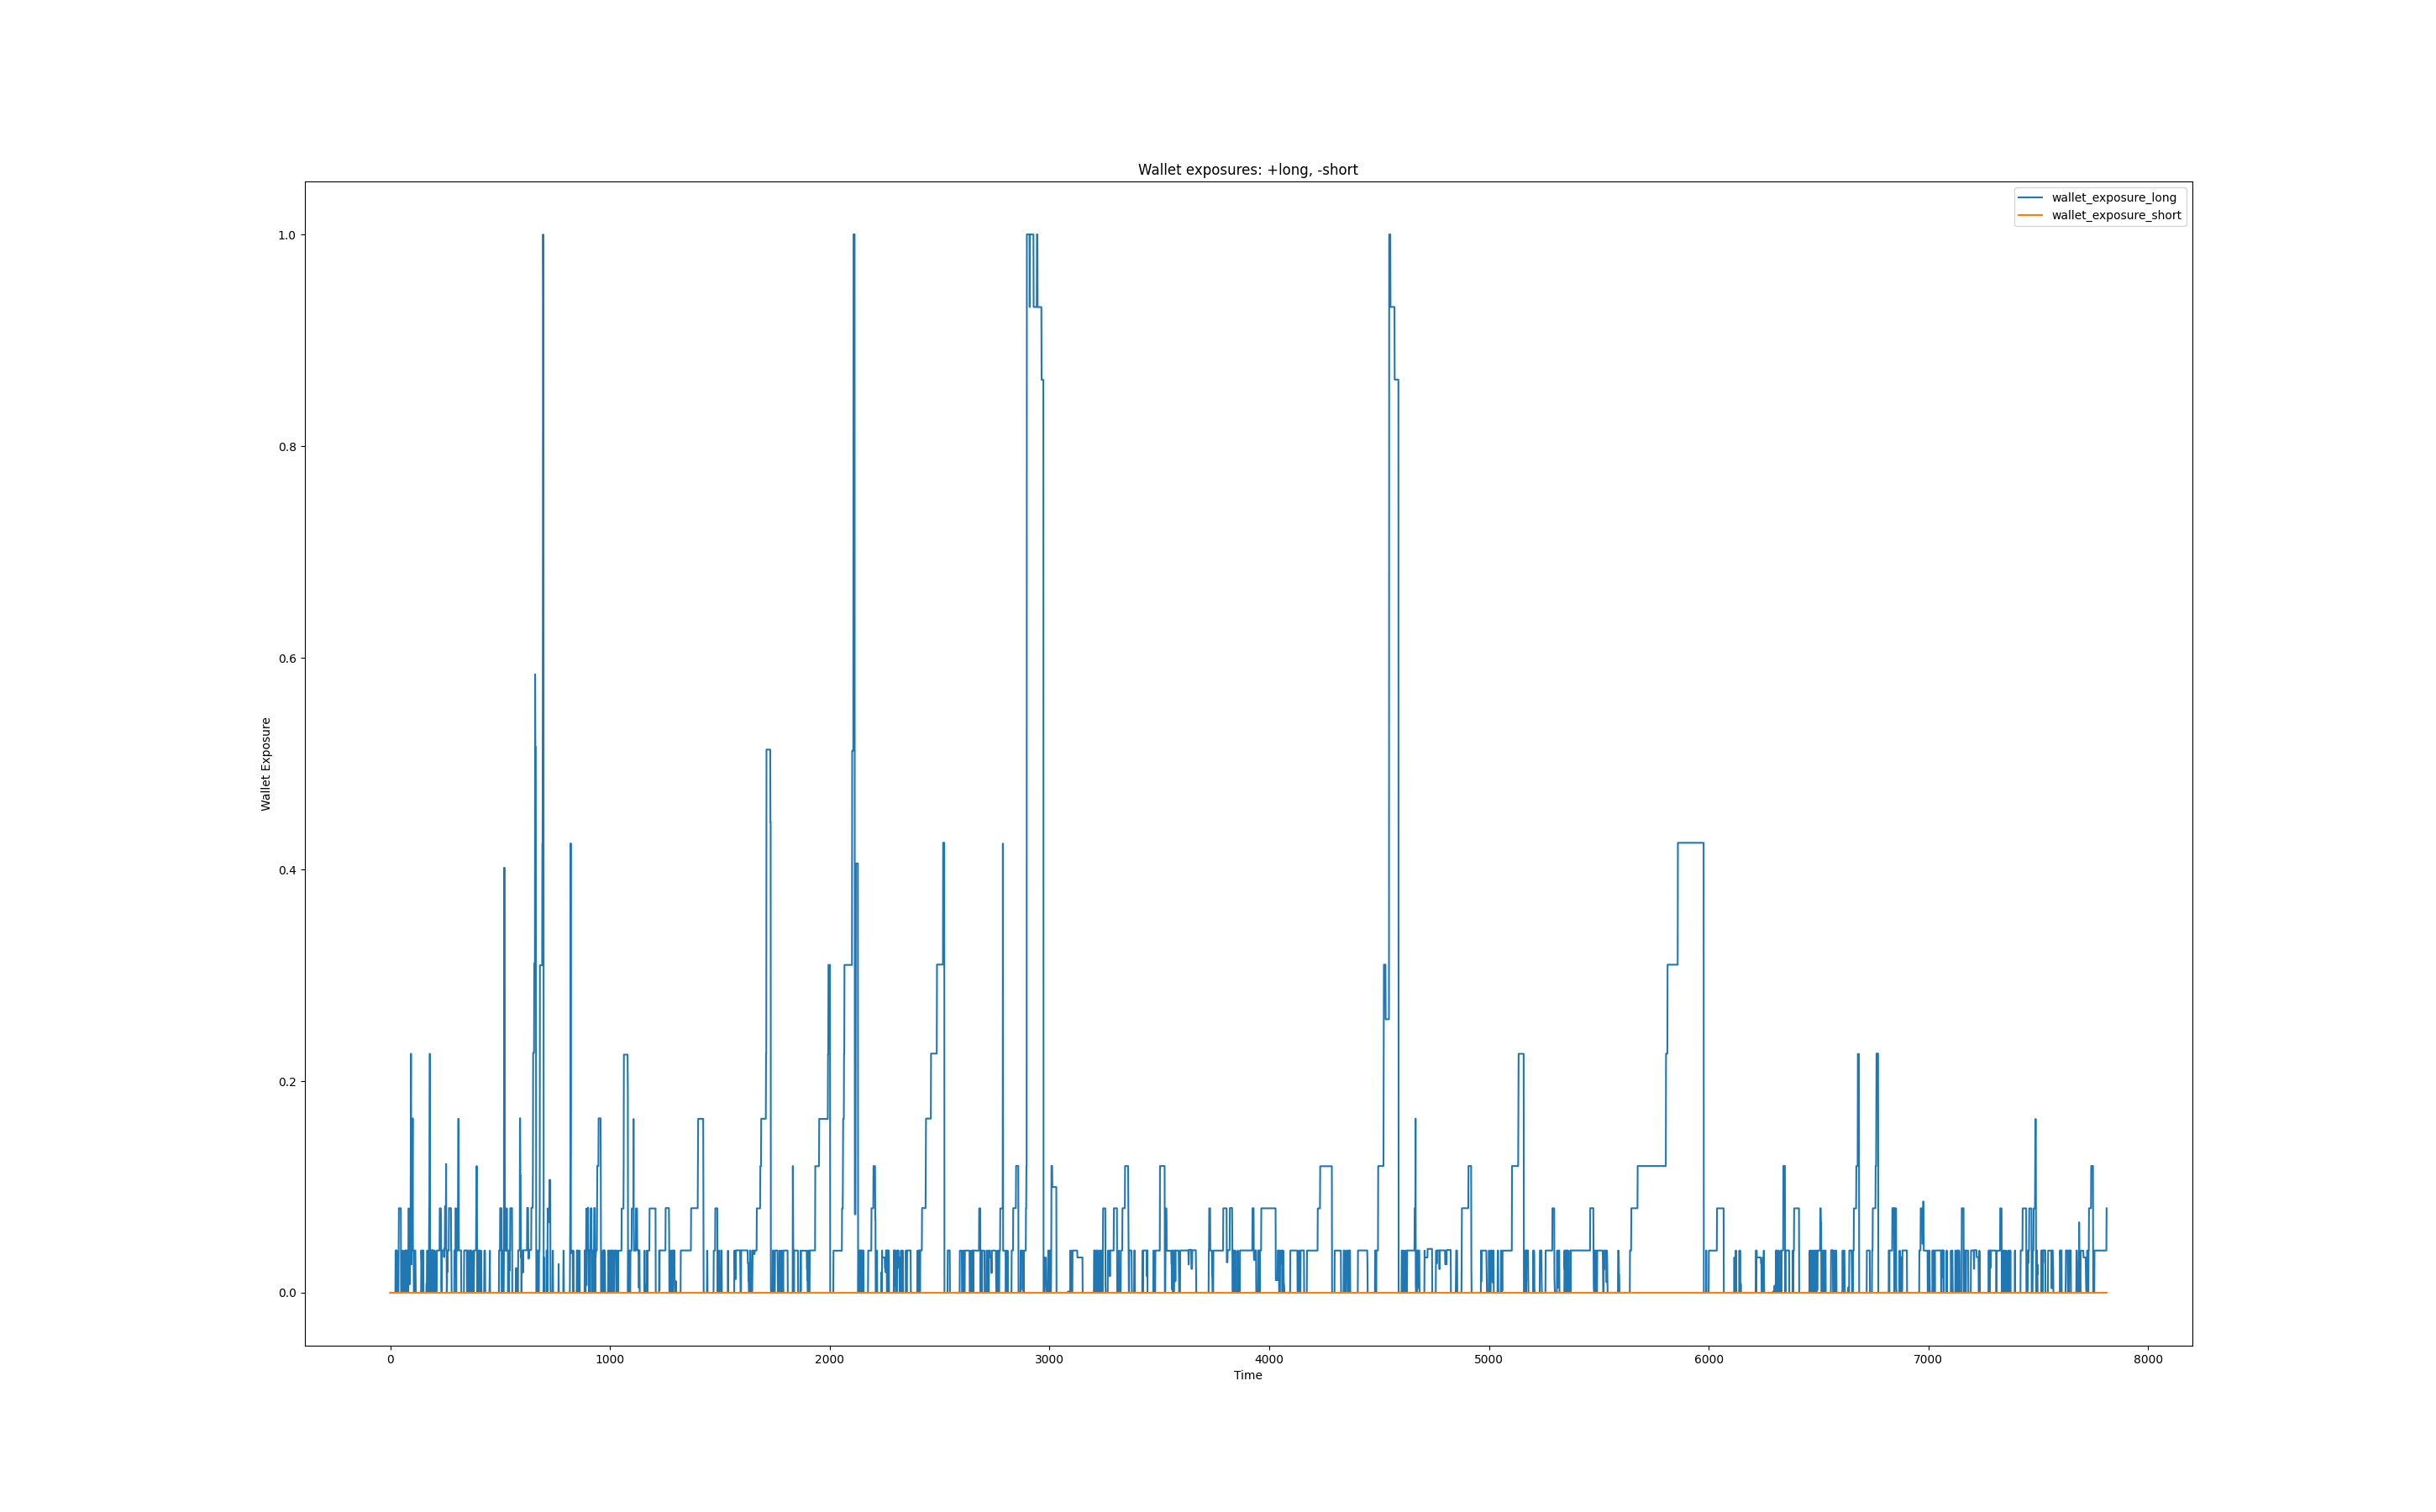 Wallet exposures: +long, -short
wallet_exposure_long
wallet_exposure_short
1.0
0.8
0.6
0.4
0.2
0.0
Wallet Exposure
0 1000 2000 3000 4000 5000 6000 7000 8000
Time